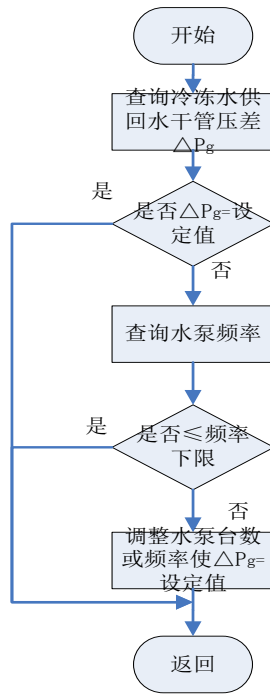 开始
查询冷冻水供
回水干管压差
△Pg
是
是否△Pg=设
定值
否
查询水泵频率
是
是否≤频率
下限
否
调整水泵台数
或频率使△Pg=
设定值
返回